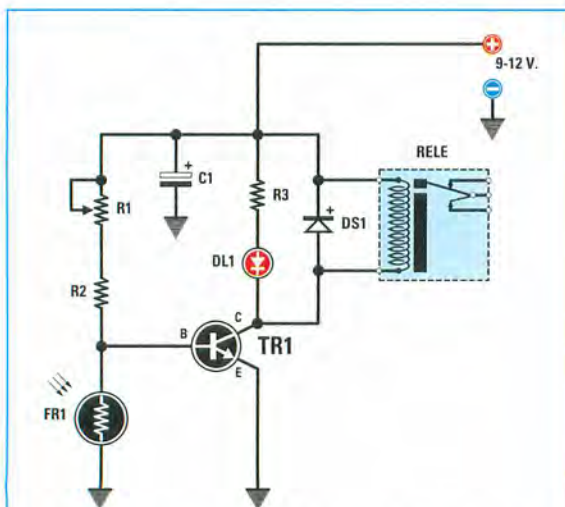 +
9-12 V.
−
RELE
+
C1
R1
R3
+
DS1
DL1
R2
C
B
TR1
E
FR1